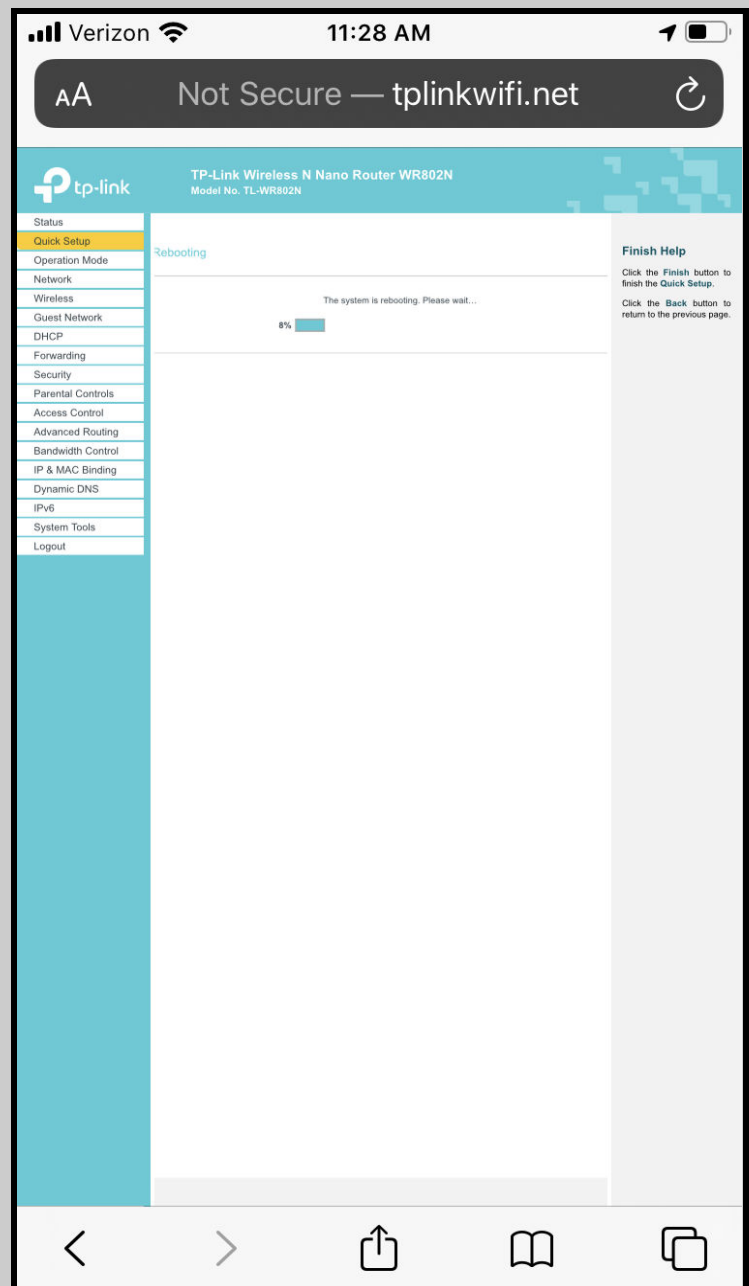 Verizon
11:28 AM
AA
Not Secure — tplinkwifi.net
tp-link
TP-Link Wireless N Nano Router WR802N
Model No. TL-WR802N
Status
Quick Setup
Operation Mode
Network
Wireless
Guest Network
DHCP
Forwarding
Security
Parental Controls
Access Control
Advanced Routing
Bandwidth Control
IP & MAC Binding
Dynamic DNS
IPv6
System Tools
Logout
Rebooting
The system is rebooting. Please wait...
8%
Finish Help
Click the Finish button to
finish the Quick Setup.
Click the Back button to
return to the previous page.